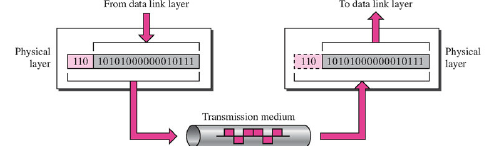 From data link layer
To data link layer
Physical
layer
110 10101000000010111
110 10101000000010111
Physical
layer
Transmission medium